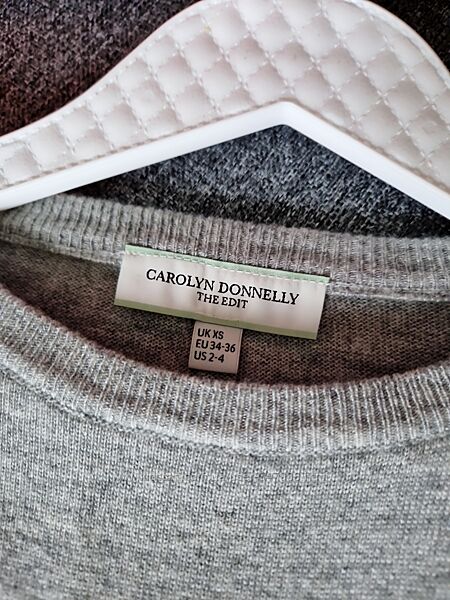 CAROLYN DONNELLY
THE EDIT
UK XS
EU 34-36
US 2-4